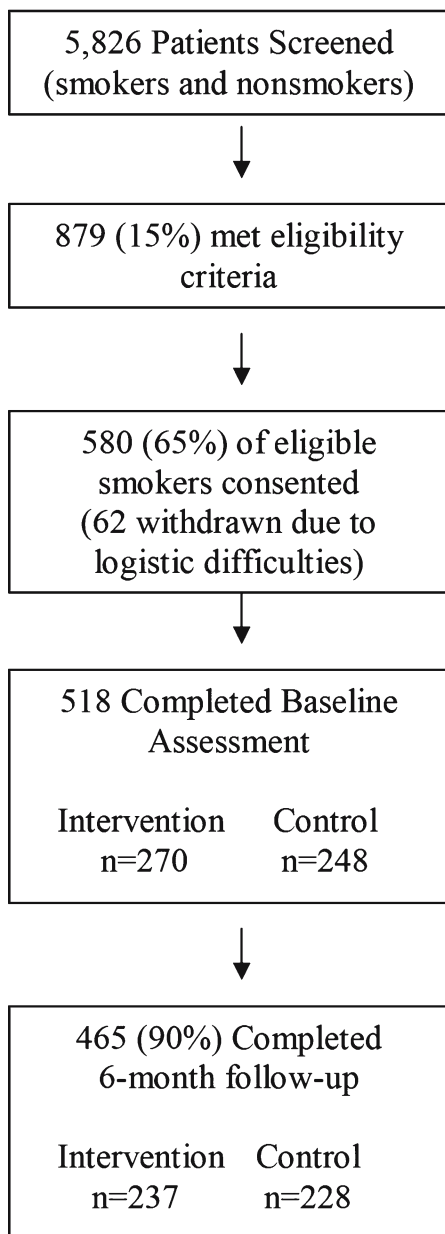 5,826 Patients Screened
(smokers and nonsmokers)
879 (15%) met eligibility
criteria
580 (65%) of eligible
smokers consented
(62 withdrawn due to
logistic difficulties)
518 Completed Baseline
Assessment
Intervention Control
n=270 n=248
465 (90%) Completed
6-month follow-up
Intervention Control
n=237 n=228